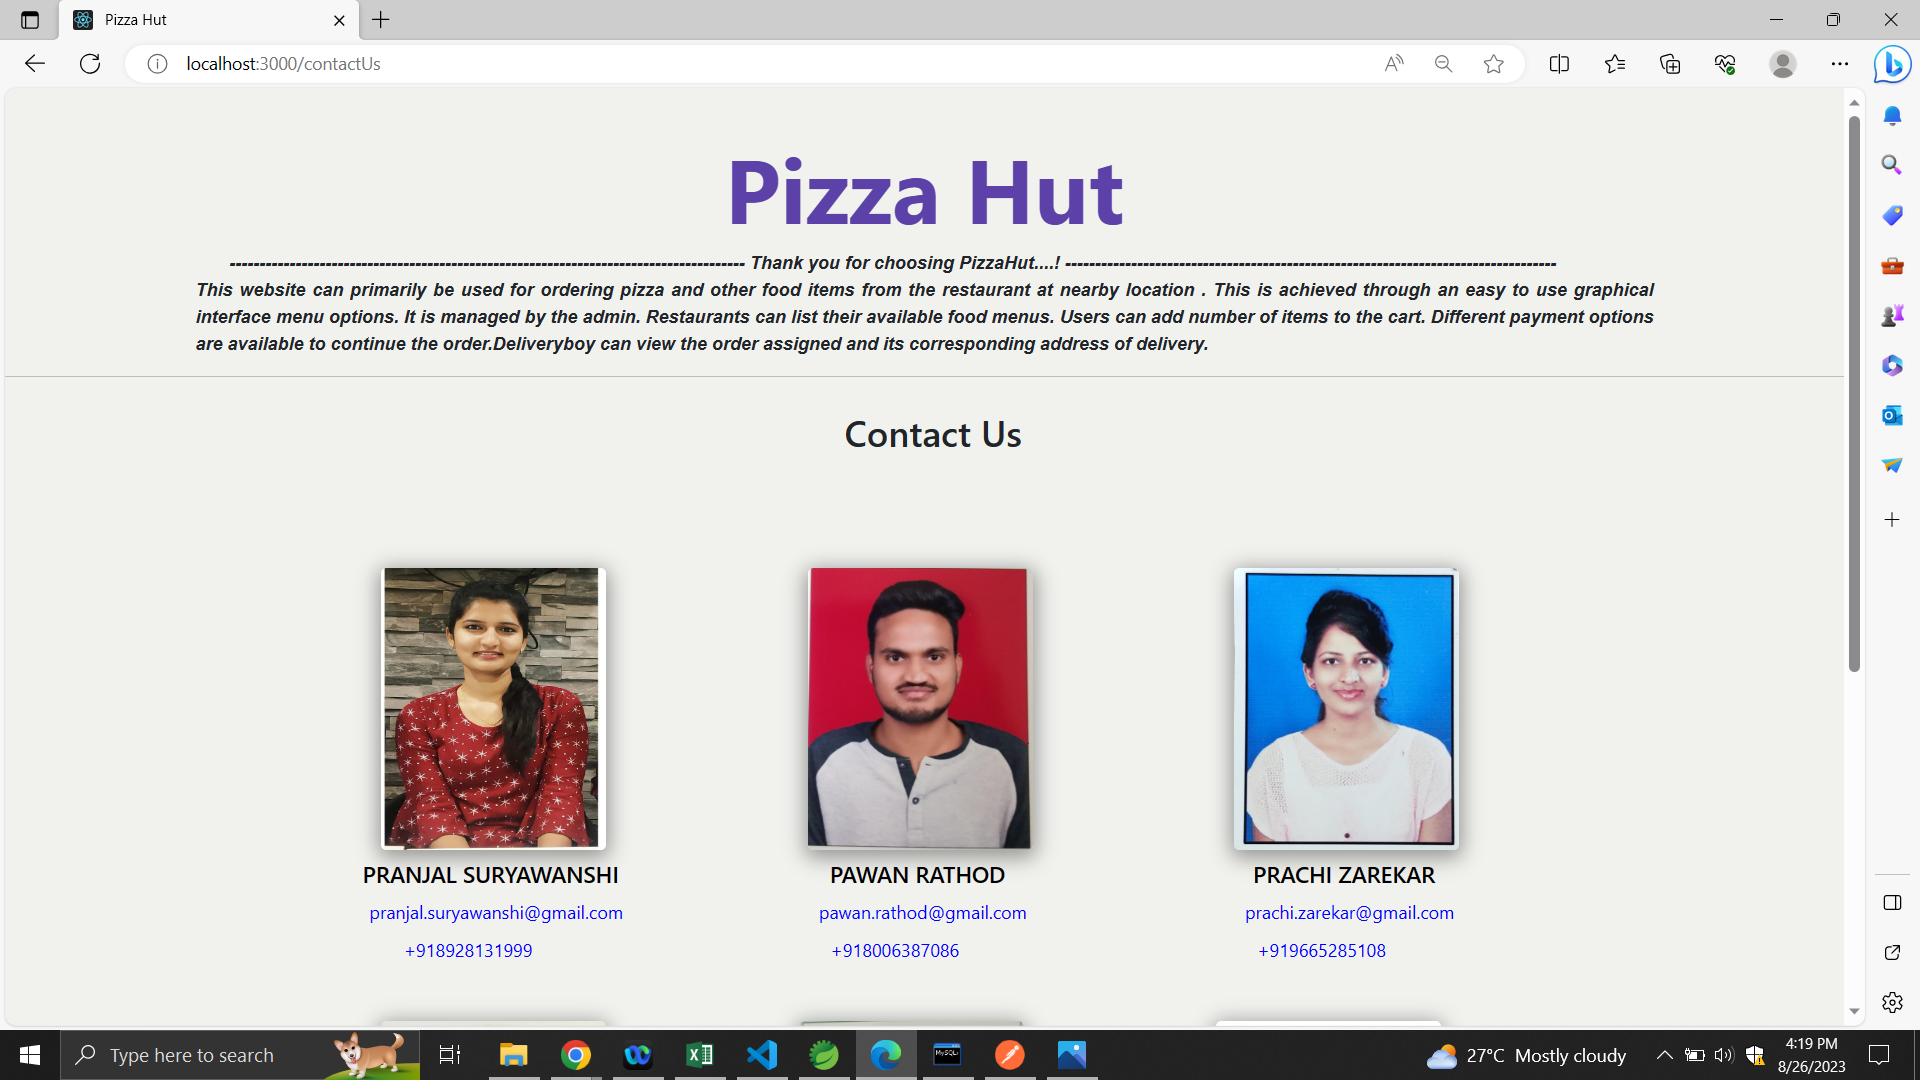 Pizza Hut
localhost:3000/contactUs
Pizza Hut
-------------------------------------------------------------------------------------- Thank you for choosing PizzaHut....! ----------------------------------------------------------------------------------
This website can primarily be used for ordering pizza and other food items from the restaurant at nearby location . This is achieved through an easy to use graphical
interface menu options. It is managed by the admin. Restaurants can list their available food menus. Users can add number of items to the cart. Different payment options
are available to continue the order.Deliveryboy can view the order assigned and its corresponding address of delivery.
Contact Us
PRANJAL SURYAWANSHI
pranjal.suryawanshi@gmail.com
+918928131999
PAWAN RATHOD
pawan.rathod@gmail.com
+918006387086
PRACHI ZAREKAR
prachi.zarekar@gmail.com
+919665285108
Type here to search
27°C Mostly cloudy
4:19 PM
8/26/2023